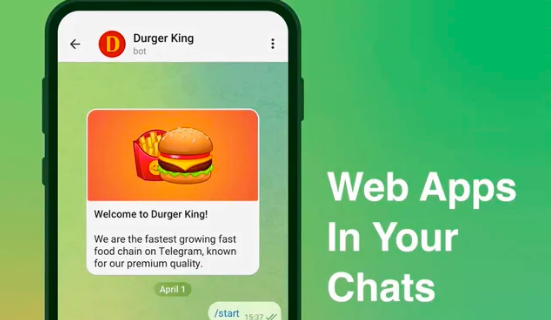 D
Durger King
bot
Welcome to Durger King!
We are the fastest growing fast
food chain on Telegram, known
for our premium quality.
April 1
/start 15:37
Web Apps
In Your
Chats